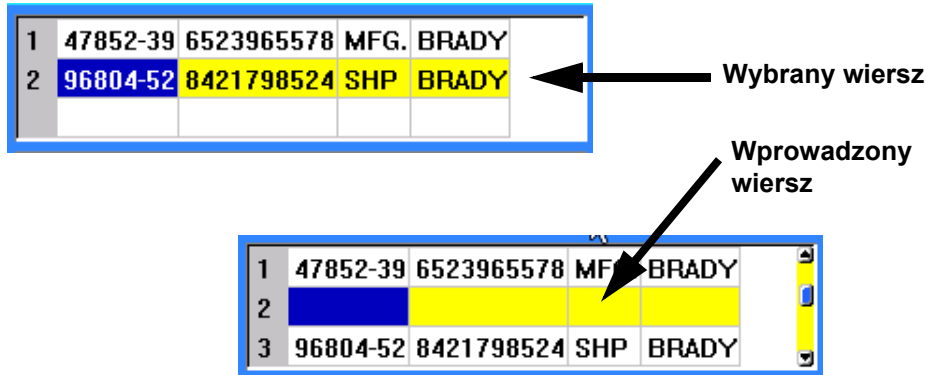 1 47852-39 6523965578 MFG. BRADY
2 96804-52 8421798524 SHP BRADY
Wybrany wiersz
Wprowadzony
wiersz
1 47852-39 6523965578 MF BRADY
2
3 96804-52 8421798524 SHP BRADY